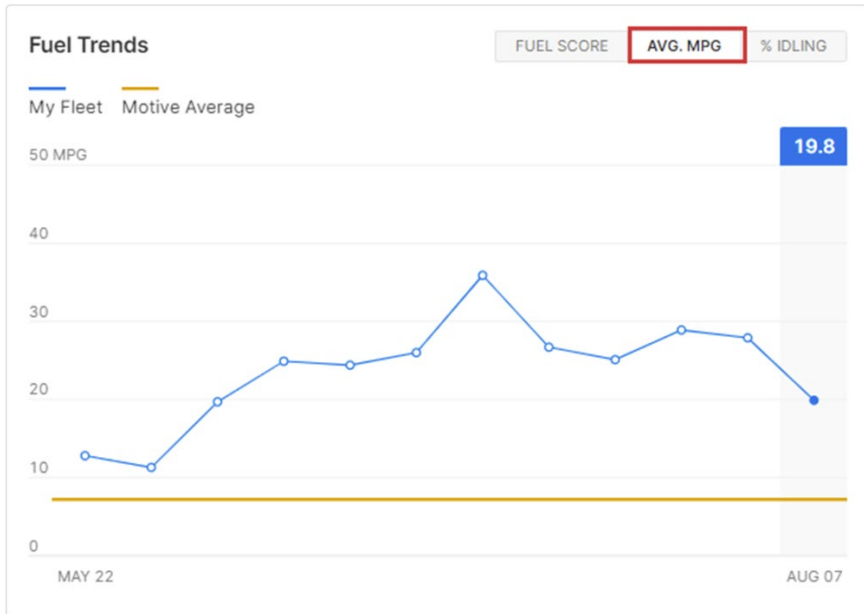 Fuel Trends
FUEL SCORE AVG. MPG % IDLING
My Fleet Motive Average
50 MPG
19.8
40
30
20
10
0
MAY 22 AUG 07